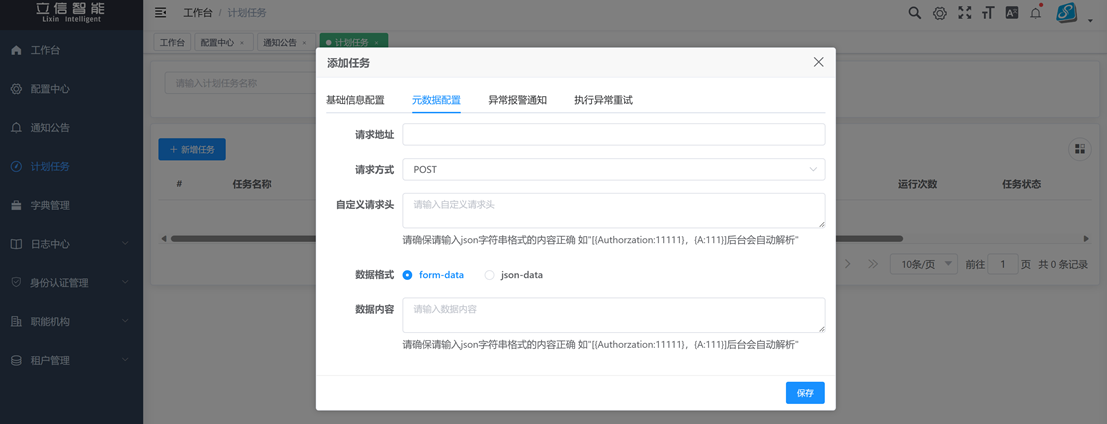 立信智能
Lixin Intelligent
工作台
配置中心
通知公告
计划任务
字典管理
日志中心
身份认证管理
职能机构
租户管理
工作台 / 计划任务
工作台
配置中心 ×
通知公告 ×
计划任务 ×
请输入计划任务名称
+ 新增任务
# 任务名称 运行次数 任务状态
10条/页 前往 1 页 共 0 条记录
添加任务
基础信息配置 元数据配置 异常报警通知 执行异常重试
请求地址
请求方式 POST
自定义请求头 请输入自定义请求头
请确保请输入json字符串格式的内容正确 如"[{Authorzation:11111}，{A:111}]后台会自动解析"
数据格式 form-data json-data
数据内容 请输入数据内容
请确保请输入json字符串格式的内容正确 如"[{Authorzation:11111}，{A:111}]后台会自动解析"
保存